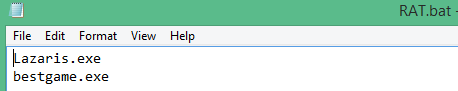 RAT.bat -
File Edit Format View Help
Lazaris.exe
bestgame.exe